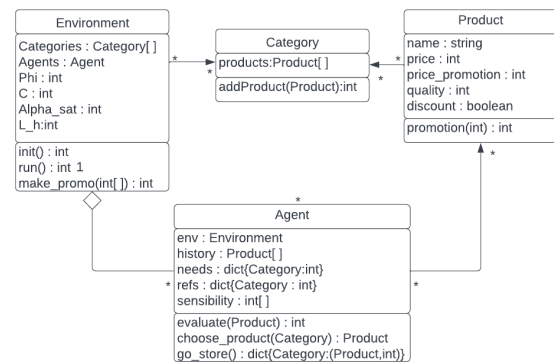 Environment
Categories : Category[ ]
Agents : Agent
Phi : int
C : int
Alpha_sat : int
L_h:int
init() : int
run() : int 1
make_promo(int[ ]) : int
*
*
Category
products:Product[ ]
addProduct(Product):int
*
*
Product
name : string
price : int
price_promotion : int
quality : int
discount : boolean
promotion(int) : int
*
*
Agent
env : Environment
history : Product[ ]
needs : dict{Category:int}
refs : dict{Category : int}
sensibility : int[ ]
*
*
evaluate(Product) : int
choose_product(Category) : Product
go_store() : dict{Category:(Product,int)}